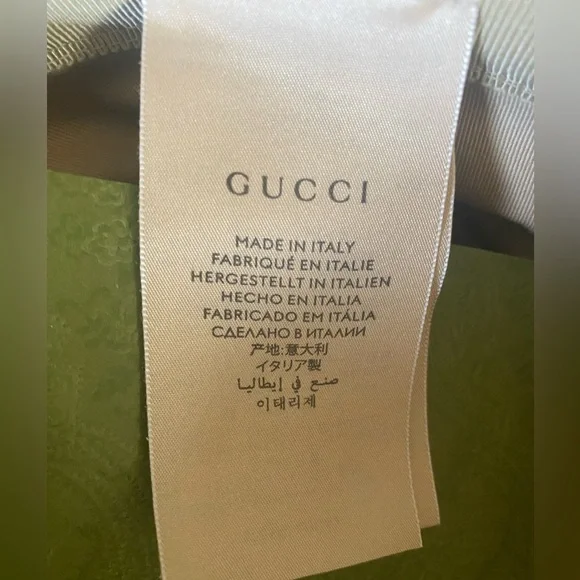 GUCCI
MADE IN ITALY
FABRIQUÉ EN ITALIE
HERGESTELLT IN ITALIEN
HECHO EN ITALIA
FABRICADO EM ITÁLIA
СДЕЛАНО В ИТАЛИИ
产地:意大利
イタリア製
صنع في إيطاليا
이태리제